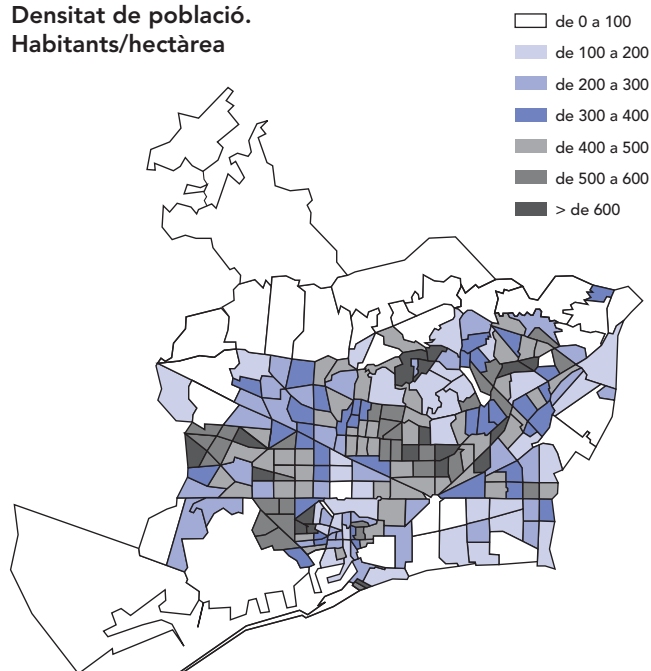 Densitat de població.
Habitants/hectàrea
de 0 a 100
de 100 a 200
de 200 a 300
de 300 a 400
de 400 a 500
de 500 a 600
> de 600